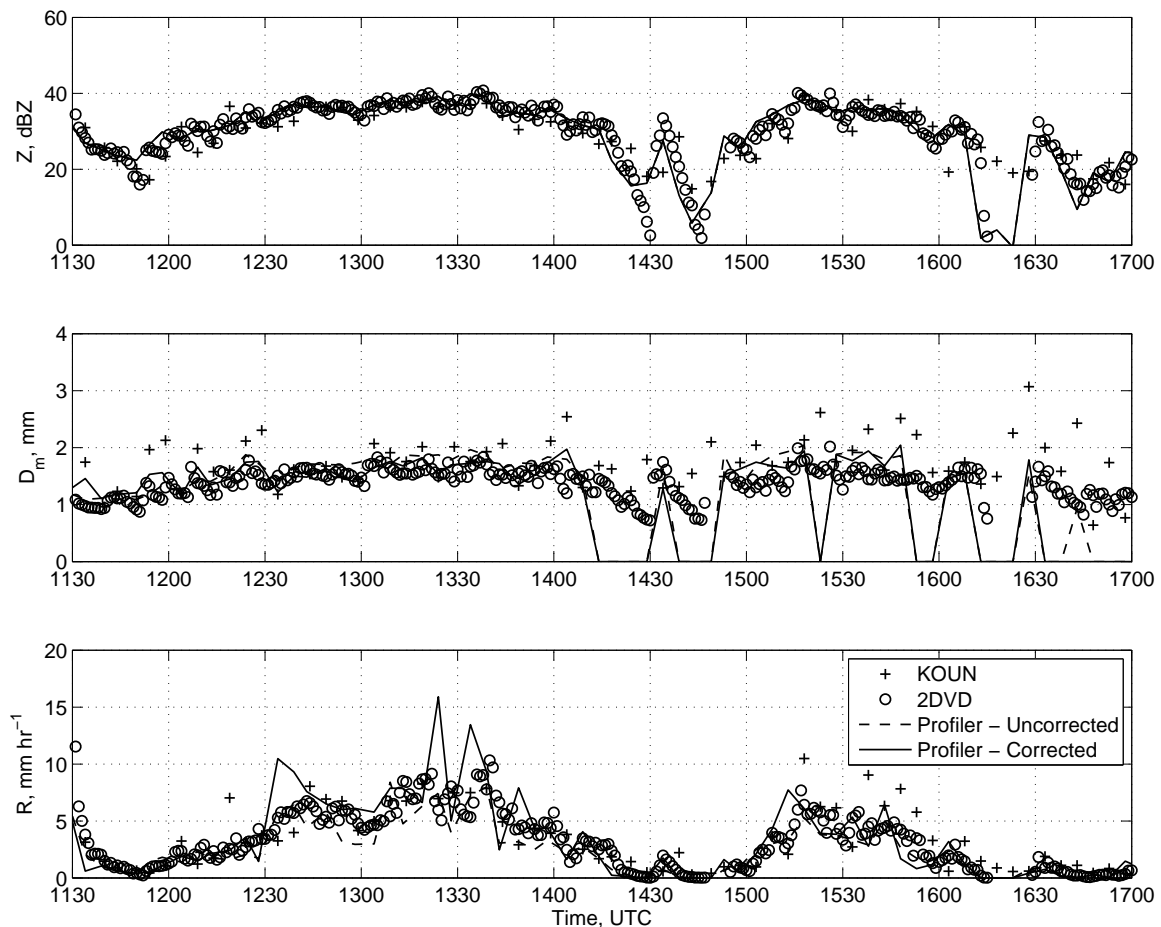 60
40
20
0
Z, dBZ
1130 1200 1230 1300 1330 1400 1430 1500 1530 1600 1630 1700
4
3
2
1
0
Dm, mm
1130 1200 1230 1300 1330 1400 1430 1500 1530 1600 1630 1700
20
15
10
5
0
R, mm hr−1
KOUN
2DVD
Profiler − Uncorrected
Profiler − Corrected
1130 1200 1230 1300 1330 1400 1430 1500 1530 1600 1630 1700
Time, UTC